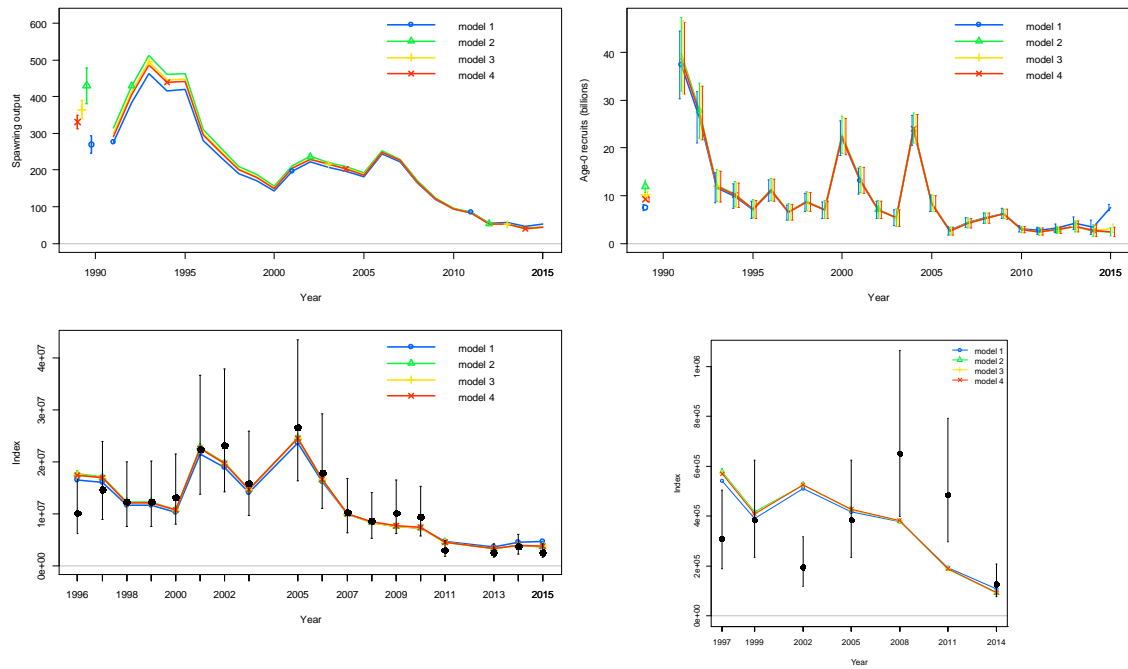 600
500
400
300
200
100
0
Spawning output
model 1
model 2
model 3
model 4
1990 1995 2000 2005 2010 2015
Year
40
30
20
10
0
Age-0 recruits (billions)
model 1
model 2
model 3
model 4
1990 1995 2000 2005 2010 2015
Year
4e+07
3e+07
2e+07
1e+07
0e+00
Index
model 1
model 2
model 3
model 4
1996 1998 2000 2002 2005 2007 2009 2011 2013 2015
Year
1e+06
8e+05
6e+05
4e+05
2e+05
0e+00
Index
model 1
model 2
model 3
model 4
1997 1999 2002 2005 2008 2011 2014
Year